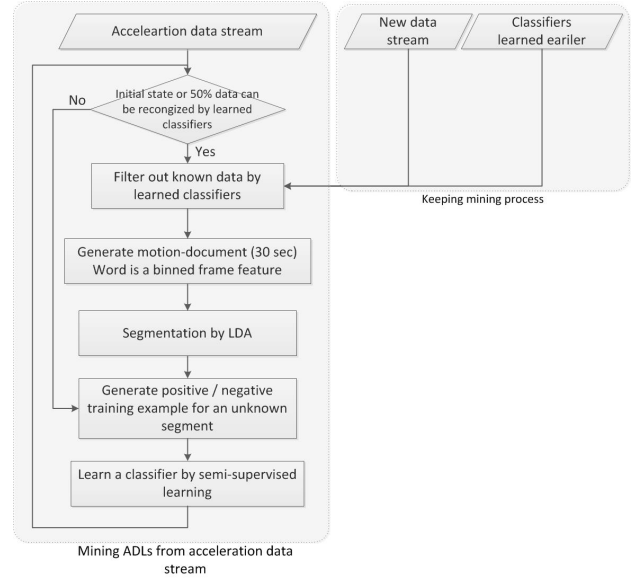 Acceleartion data stream
New data
stream
Classifiers
learned eariler
Initial state or 50% data can
be recongized by learned
classifiers
No
Yes
Filter out known data by
learned classifiers
Keeping mining process
Generate motion-document (30 sec)
Word is a binned frame feature
Segmentation by LDA
Generate positive / negative
training example for an unknown
segment
Learn a classifier by semi-supervised
learning
Mining ADLs from acceleration data
stream